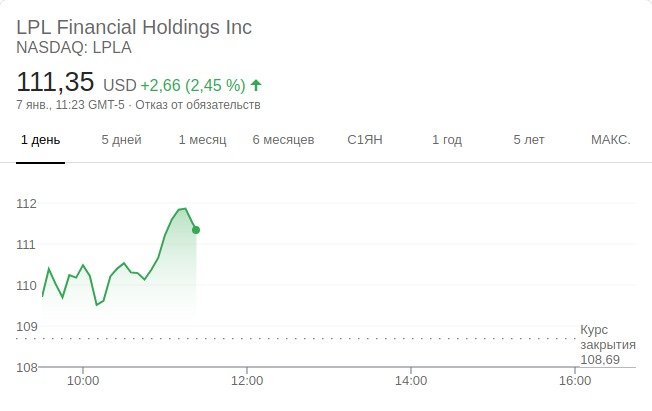 LPL Financial Holdings Inc
NASDAQ: LPLA
111,35 USD +2,66 (2,45 %)
7 янв., 11:23 GMT-5 · Отказ от обязательств
1 день 5 дней 1 месяц 6 месяцев С1ЯН 1 год 5 лет МАКС.
112
111
110
109
Курс
закрытия
108,69
108
10:00 12:00 14:00 16:00